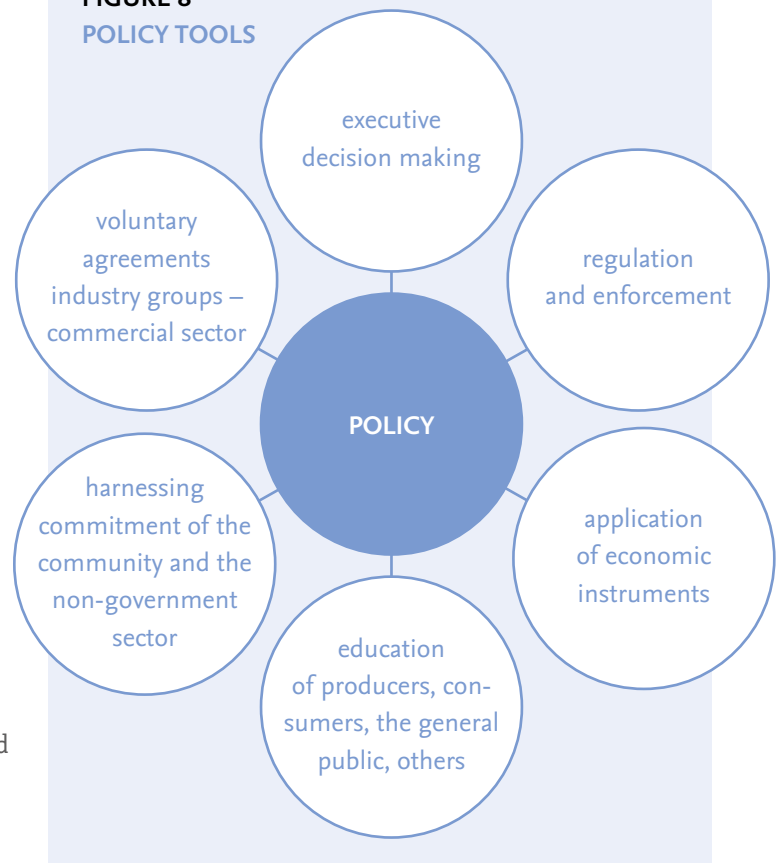 FIGURE 8
POLICY TOOLS
executive
decision making
voluntary
agreements
industry groups –
commercial sector
regulation
and enforcement
POLICY
harnessing
commitment of the
community and the
non-government
sector
application
of economic
instruments
education
of producers, con-
sumers, the general
public, others